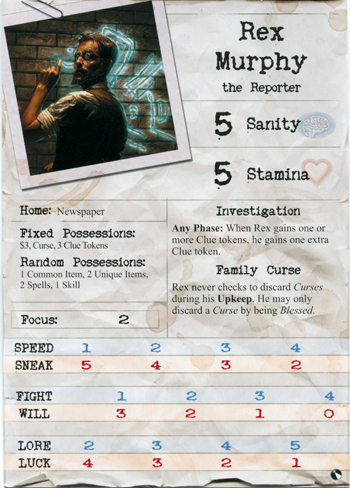 Rex
Murphy
the Reporter
5 Sanity
5 Stamina
Home: Newspaper
Fixed Possessions:
$3, Curse, 3 Clue Tokens
Random Possessions:
1 Common Item, 2 Unique Items,
2 Spells, 1 Skill
Focus: 2
Investigation
Any Phase: When Rex gains one or
more Clue tokens, he gains one extra
Clue token.
Family Curse
Rex never checks to discard Curses
during his Upkeep. He may only
discard a Curse by being Blessed.
SPEED 1 2 3 4
SNEAK 5 4 3 2
FIGHT 1 2 3 4
WILL 3 2 1 0
LORE 2 3 4 5
LUCK 4 3 2 1